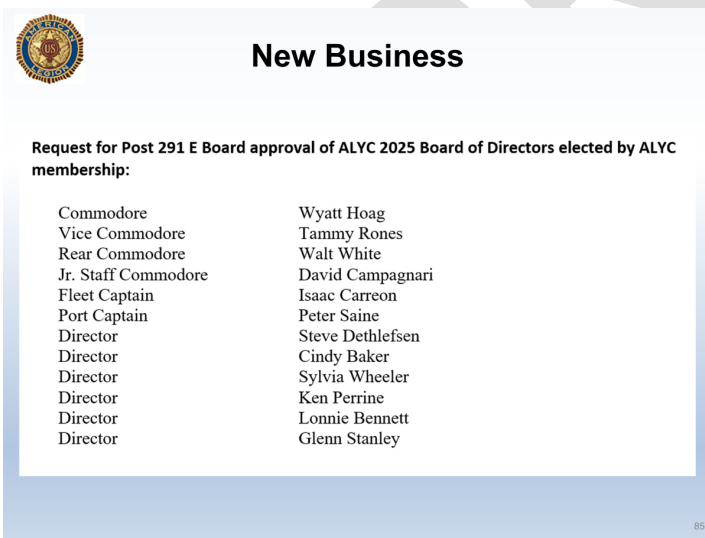 AMERICAN
US
LEGION
New Business
Request for Post 291 E Board approval of ALYC 2025 Board of Directors elected by ALYC
membership:
Commodore Wyatt Hoag
Vice Commodore Tammy Rones
Rear Commodore Walt White
Jr. Staff Commodore David Campagnari
Fleet Captain Isaac Carreon
Port Captain Peter Saine
Director Steve Dethlefsen
Director Cindy Baker
Director Sylvia Wheeler
Director Ken Perrine
Director Lonnie Bennett
Director Glenn Stanley
85